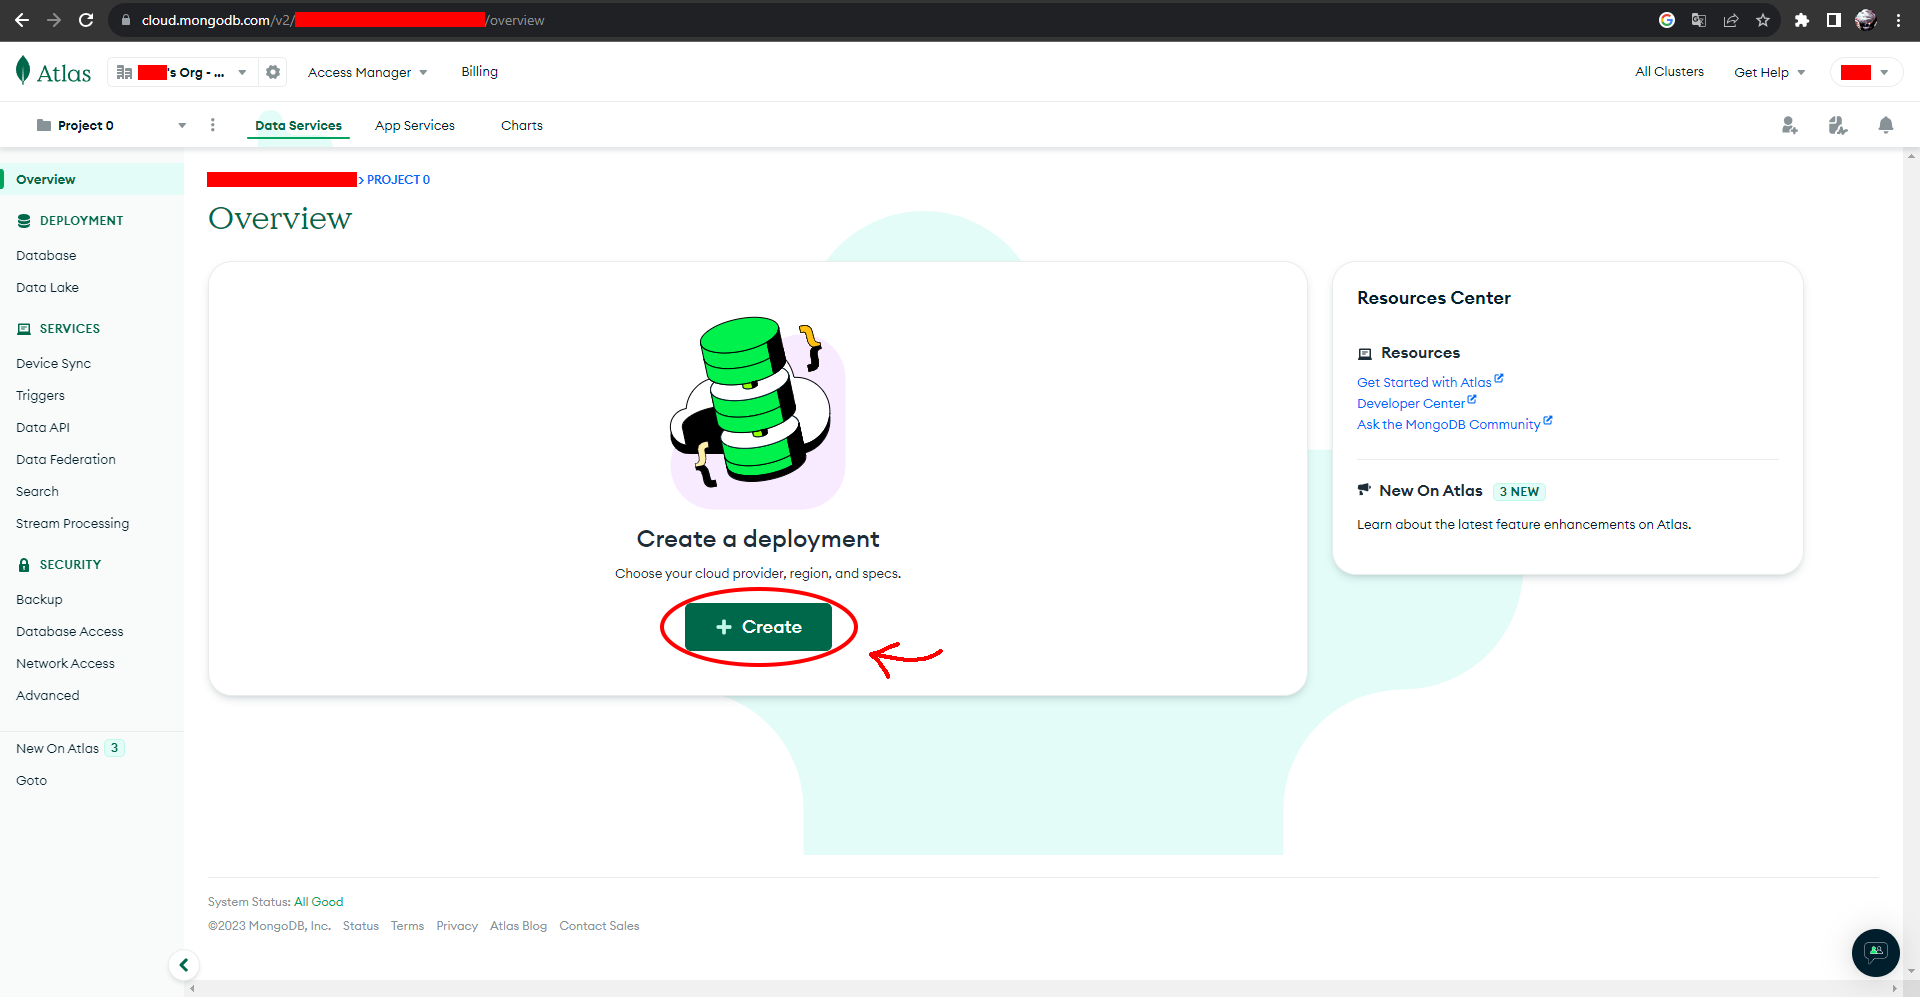 cloud.mongodb.com/v2/ /overview
Atlas 's Org - ... Access Manager Billing All Clusters Get Help
Project 0 Data Services App Services Charts
Overview
DEPLOYMENT
Database
Data Lake
SERVICES
Device Sync
Triggers
Data API
Data Federation
Search
Stream Processing
SECURITY
Backup
Database Access
Network Access
Advanced
New On Atlas 3
Goto
> PROJECT 0
Overview
Create a deployment
Choose your cloud provider, region, and specs.
+ Create
Resources Center
Resources
Get Started with Atlas
Developer Center
Ask the MongoDB Community
New On Atlas 3 NEW
Learn about the latest feature enhancements on Atlas.
System Status: All Good
©2023 MongoDB, Inc. Status Terms Privacy Atlas Blog Contact Sales